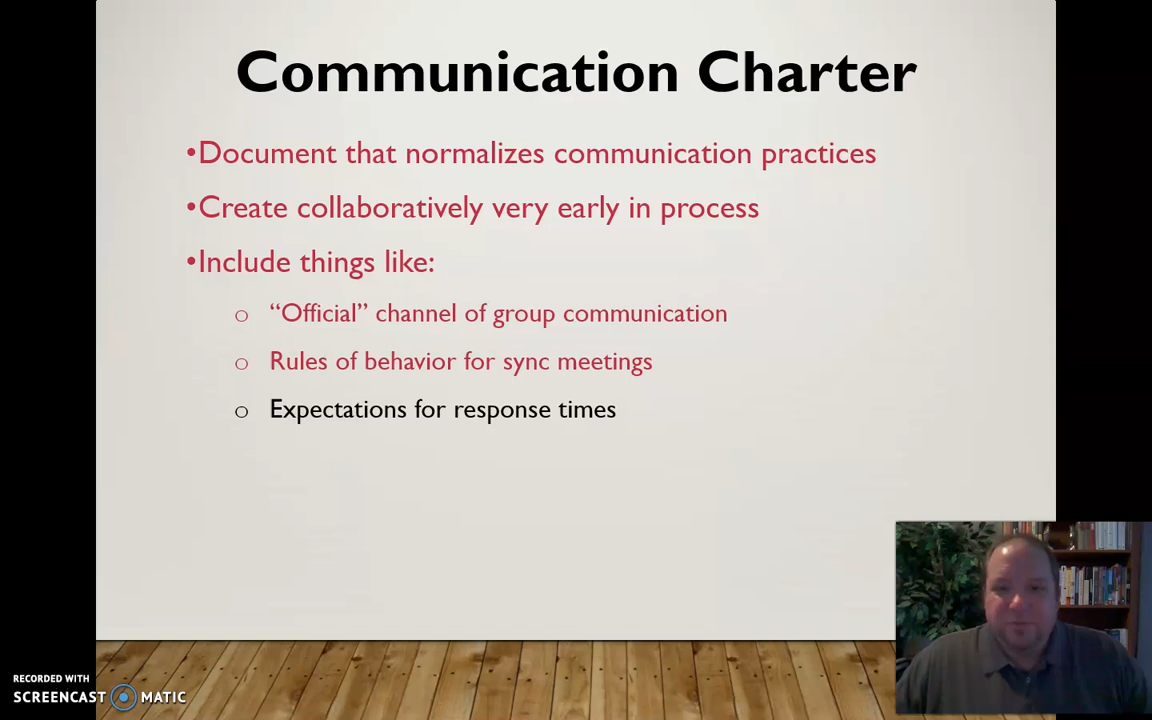 Communication Charter
•Document that normalizes communication practices
•Create collaboratively very early in process
•Include things like:
o “Official” channel of group communication
o Rules of behavior for sync meetings
o Expectations for response times
RECORDED WITH
SCREENCAST MATIC